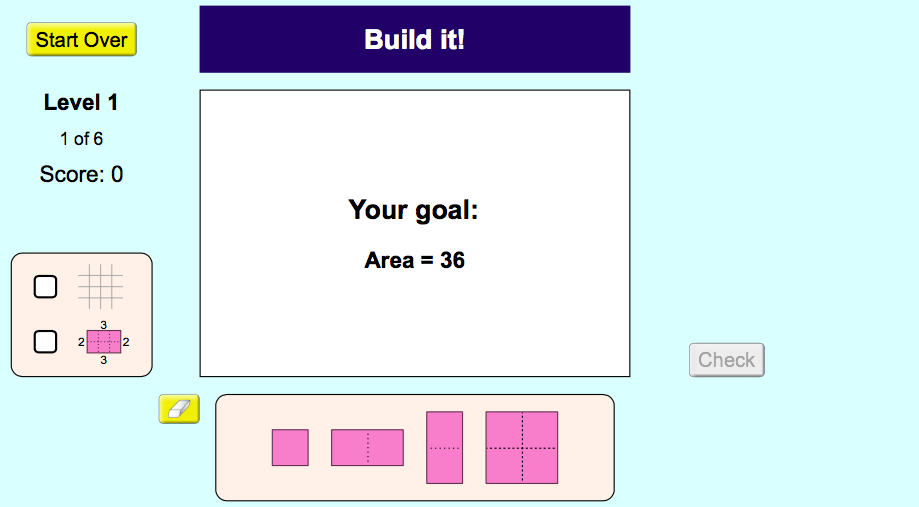 Start Over
Build it!
Level 1
1 of 6
Score: 0
Your goal:
Area = 36
3
2 2
3
Check